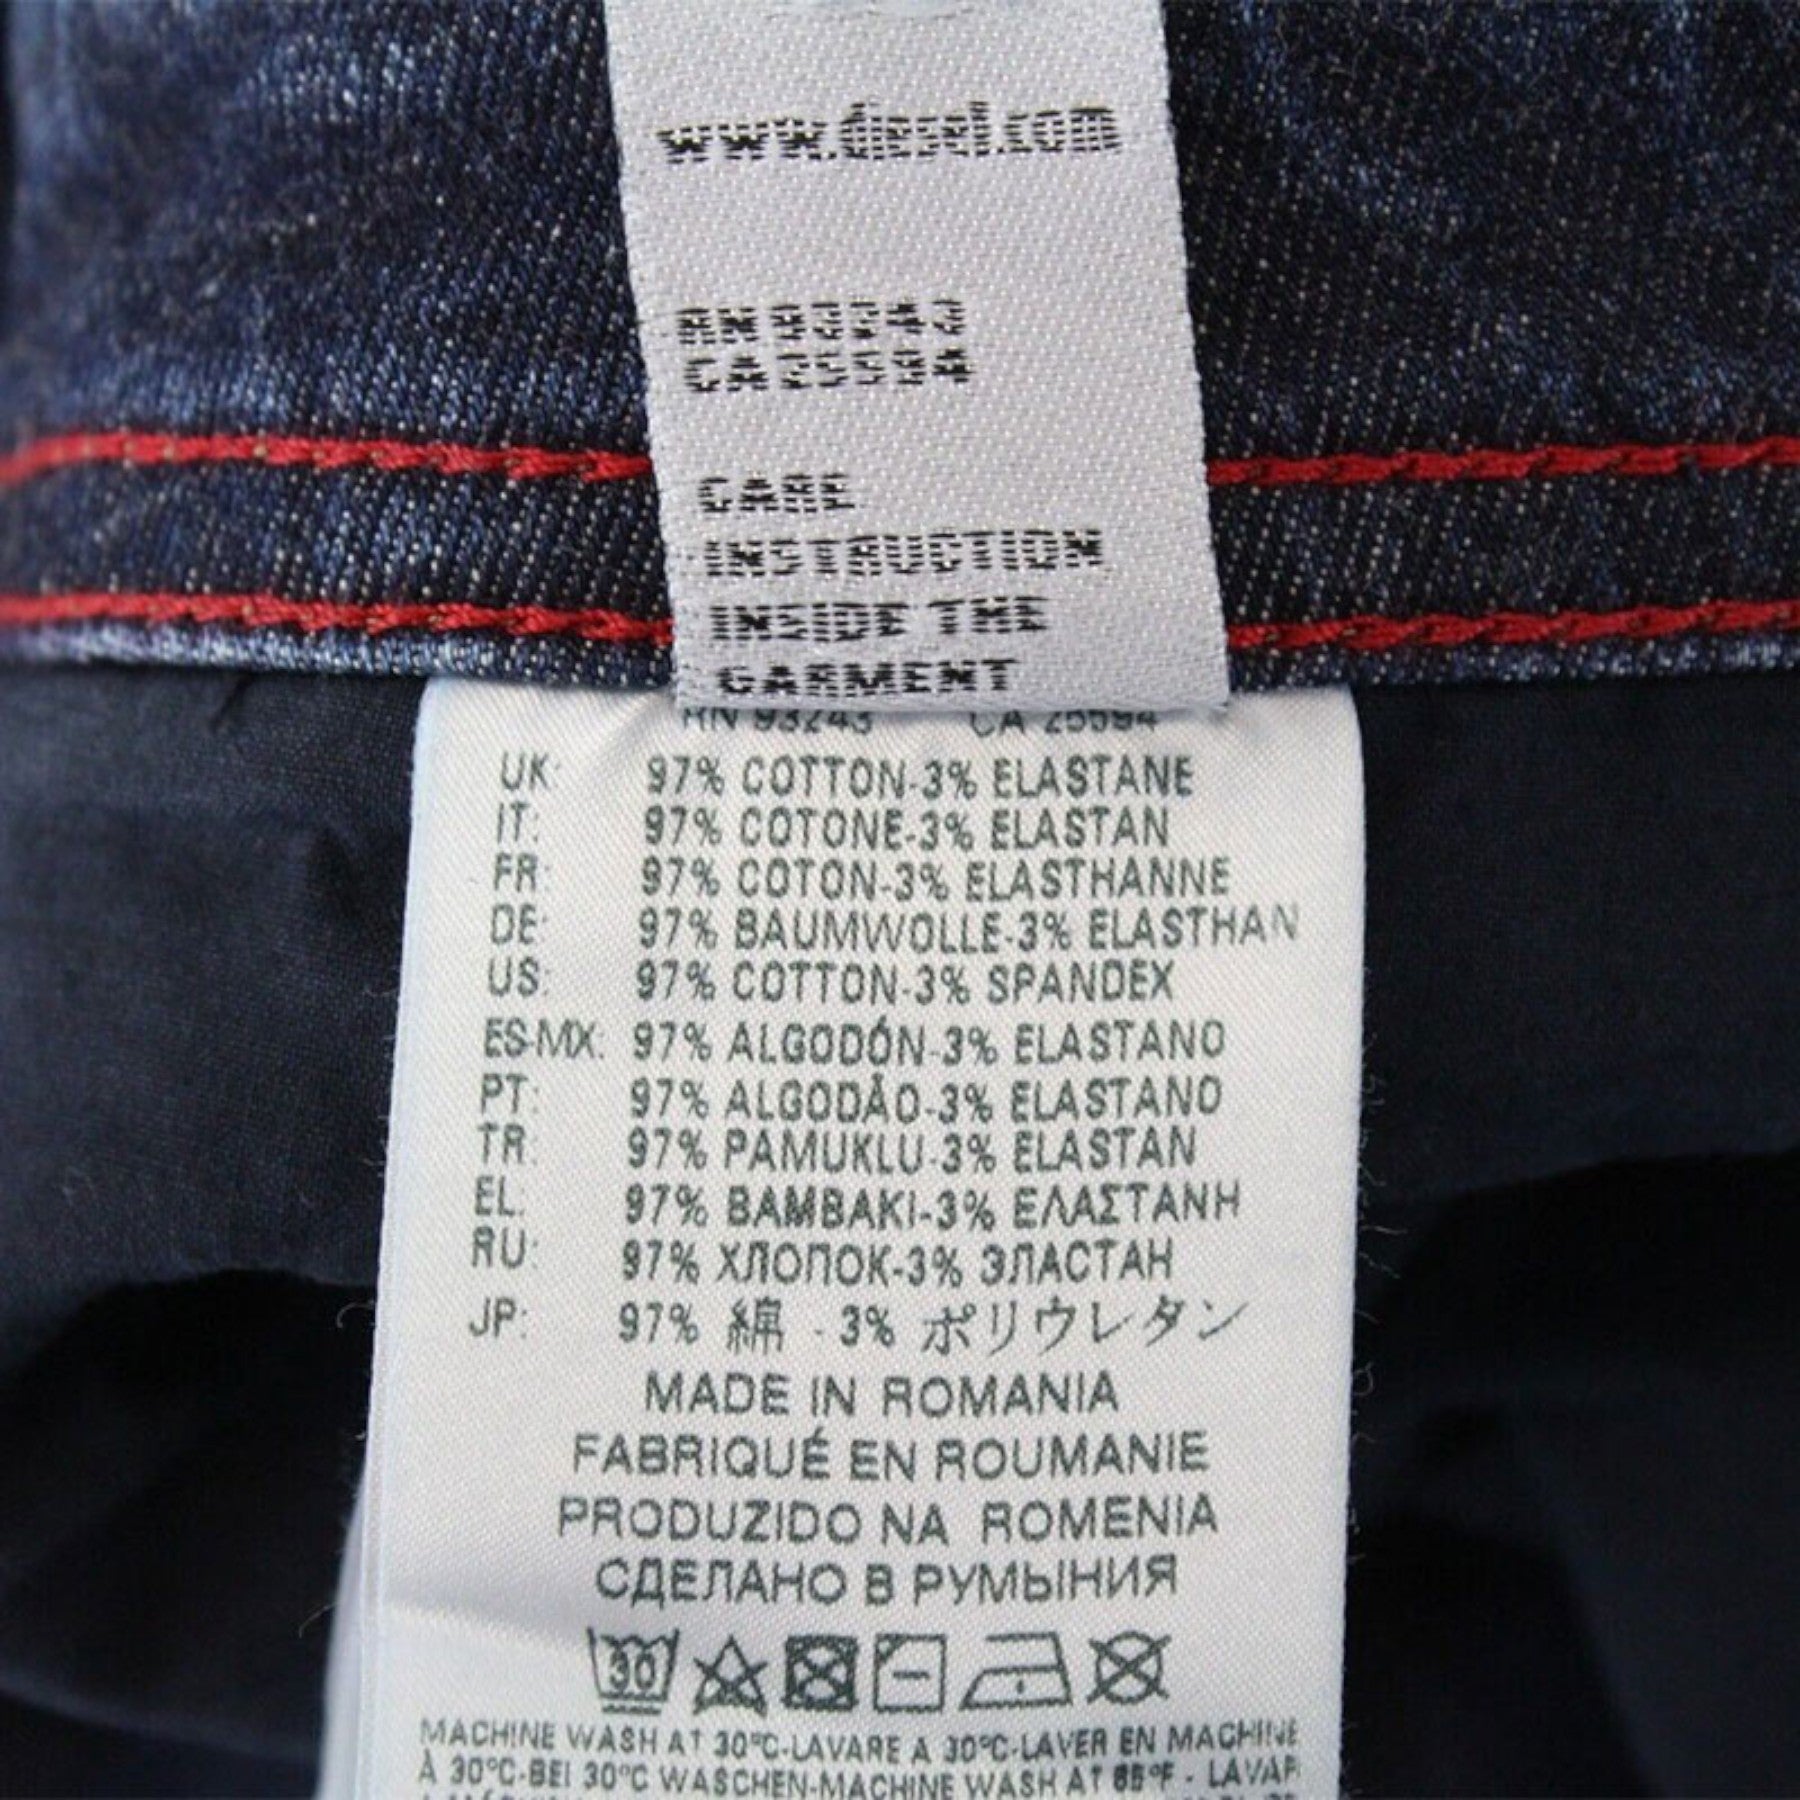 www.diesel.com
RN 93243
CA 25594
CARE
INSTRUCTION
INSIDE THE
GARMENT
RN 93243 CA 25594
UK: 97% COTTON-3% ELASTANE
IT: 97% COTONE-3% ELASTAN
FR: 97% COTON-3% ELASTHANNE
DE: 97% BAUMWOLLE-3% ELASTHAN
US: 97% COTTON-3% SPANDEX
ES-MX: 97% ALGODÓN-3% ELASTANO
PT: 97% ALGODÃO-3% ELASTANO
TR: 97% PAMUKLU-3% ELASTAN
EL: 97% ΒΑΜΒΑΚΙ-3% ΕΛΑΣΤΑΝΗ
RU: 97% ХЛОПОК-3% ЭЛАСТАН
JP: 97% 綿 - 3% ポリウレタン
MADE IN ROMANIA
FABRIQUÉ EN ROUMANIE
PRODUZIDO NA ROMENIA
СДЕЛАНО В РУМЫНИЯ
30
MACHINE WASH AT 30°C-LAVARE A 30°C-LAVER EN MACHINE
À 30°C-BEI 30°C WASCHEN-MACHINE WASH AT 85°F - LAVAR